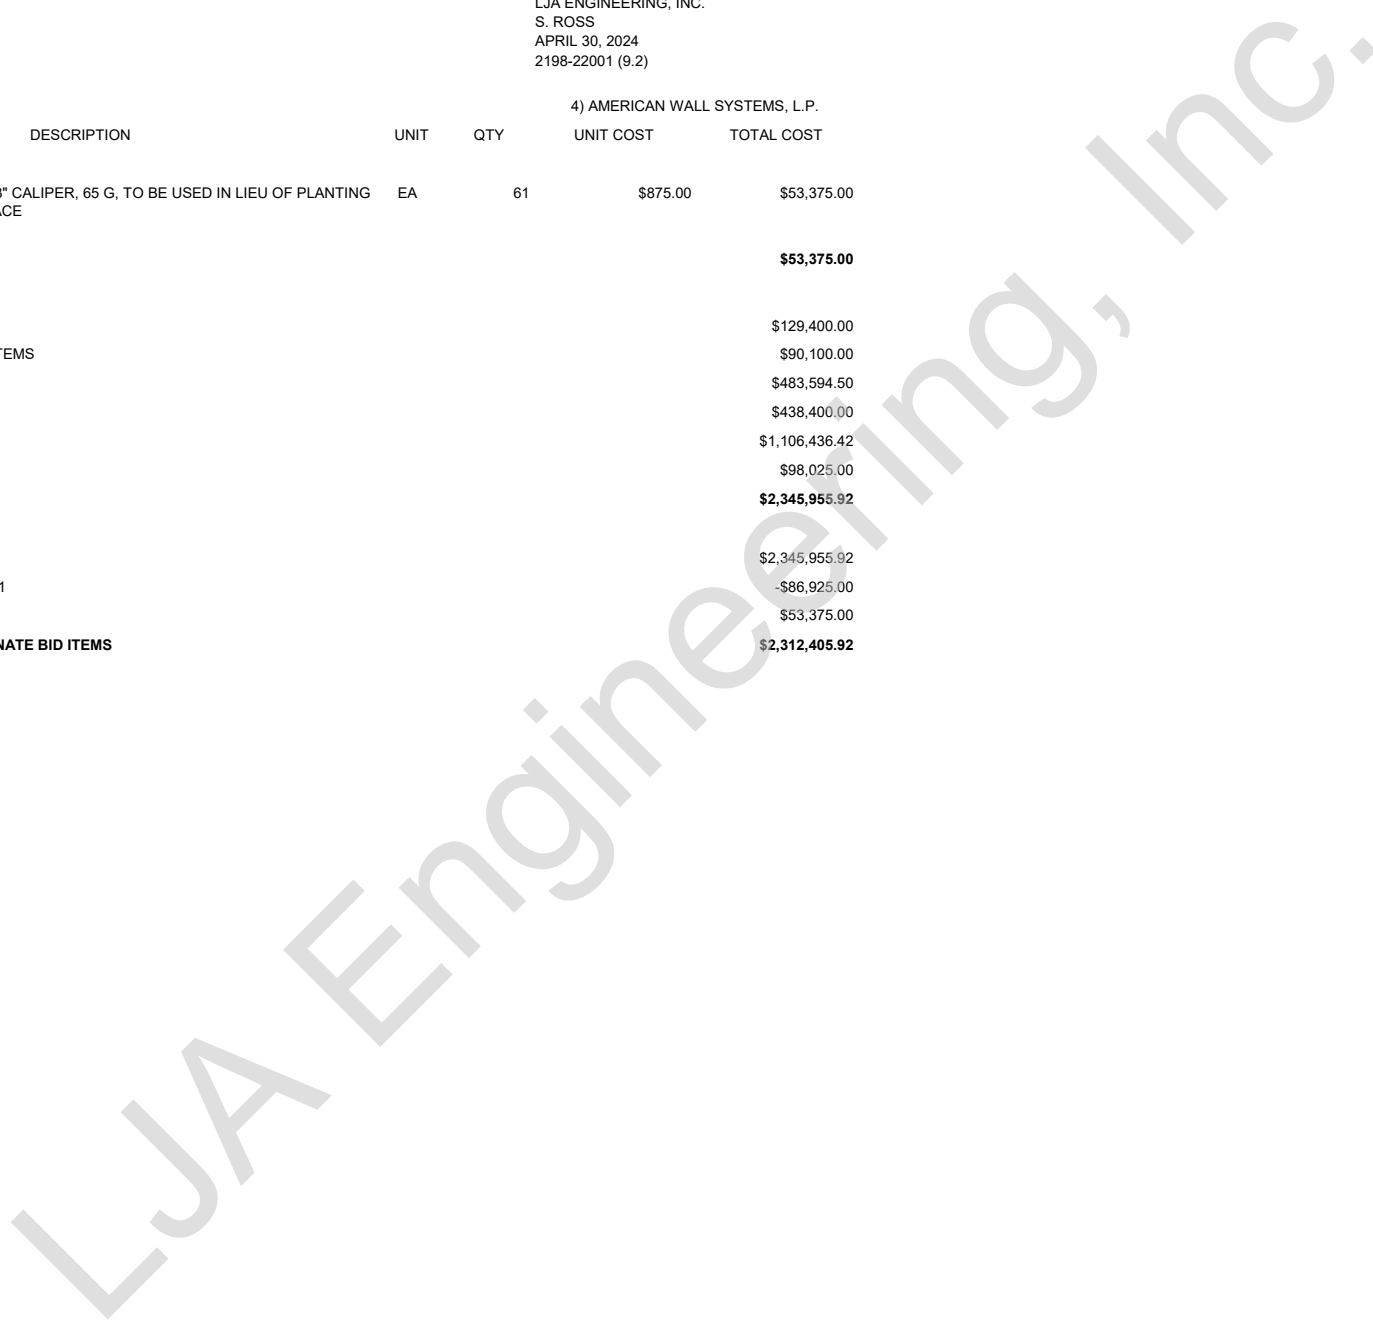 LJA ENGINEERING, INC.
S. ROSS
APRIL 30, 2024
2198-22001 (9.2)
4) AMERICAN WALL SYSTEMS, L.P.
DESCRIPTION UNIT QTY UNIT COST TOTAL COST
" CALIPER, 65 G, TO BE USED IN LIEU OF PLANTING EA 61 $875.00 $53,375.00
ACE
$53,375.00
$129,400.00
TEMS $90,100.00
$483,594.50
$438,400.00
$1,106,436.42
$98,025.00
$2,345,955.92
$2,345,955.92
1 -$86,925.00
$53,375.00
NATE BID ITEMS $2,312,405.92
LJA Engineering, Inc.